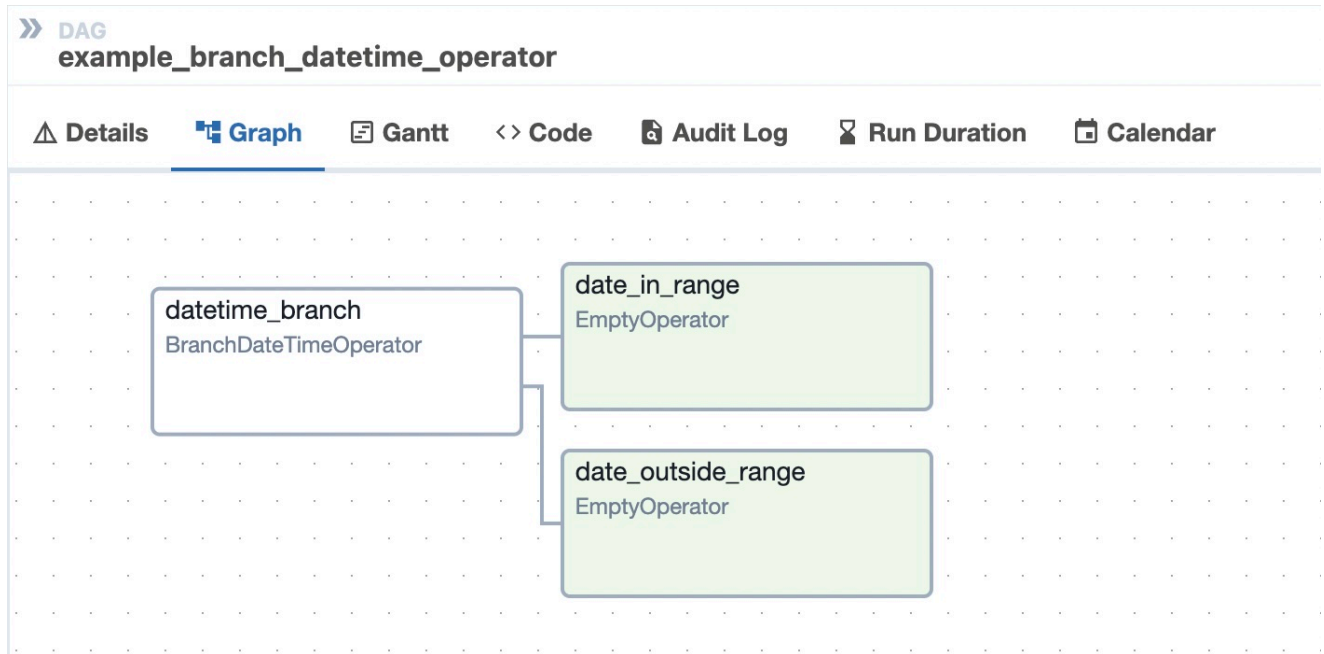 DAG
example_branch_datetime_operator
Details Graph Gantt <> Code Audit Log Run Duration Calendar
datetime_branch
BranchDateTimeOperator
date_in_range
EmptyOperator
date_outside_range
EmptyOperator